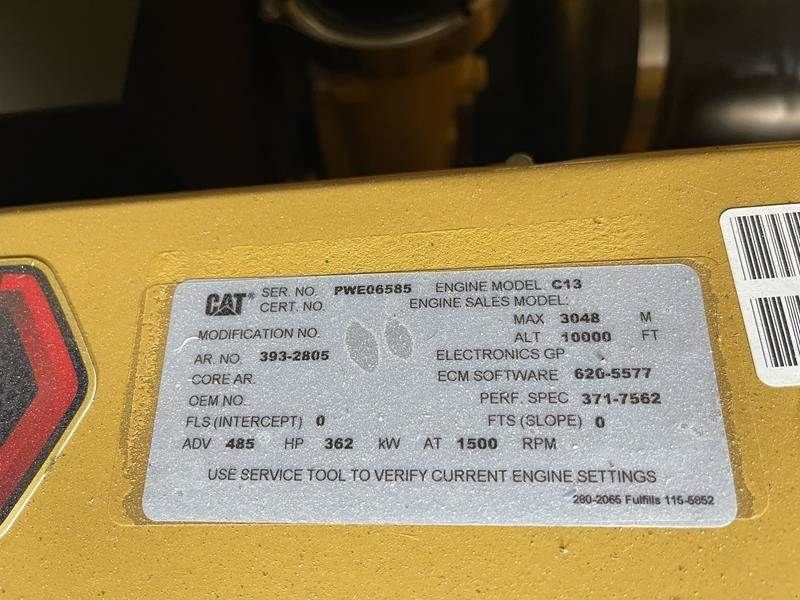 CAT® SER. NO. PWE06585 ENGINE MODEL C13
CERT. NO. ENGINE SALES MODEL:
MAX 3048 M
MODIFICATION NO. ALT 10000 FT
AR. NO. 393-2805 ELECTRONICS GP
CORE AR. ECM SOFTWARE 620-5577
OEM NO. PERF. SPEC 371-7562
FLS (INTERCEPT) 0 FTS (SLOPE) 0
ADV 485 HP 362 kW AT 1500 RPM
USE SERVICE TOOL TO VERIFY CURRENT ENGINE SETTINGS
280-2065 Fulfills 115-5852